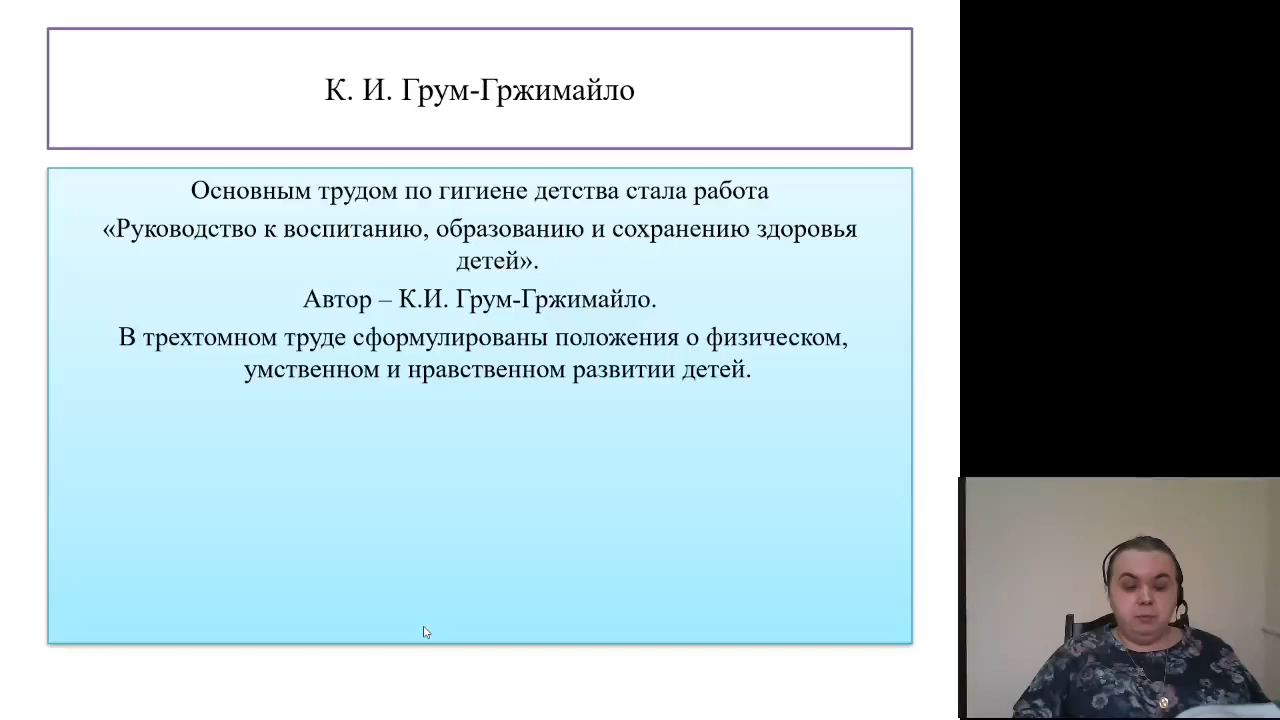 К. И. Грум-Гржимайло
Основным трудом по гигиене детства стала работа
«Руководство к воспитанию, образованию и сохранению здоровья
детей».
Автор – К.И. Грум-Гржимайло.
В трехтомном труде сформулированы положения о физическом,
умственном и нравственном развитии детей.